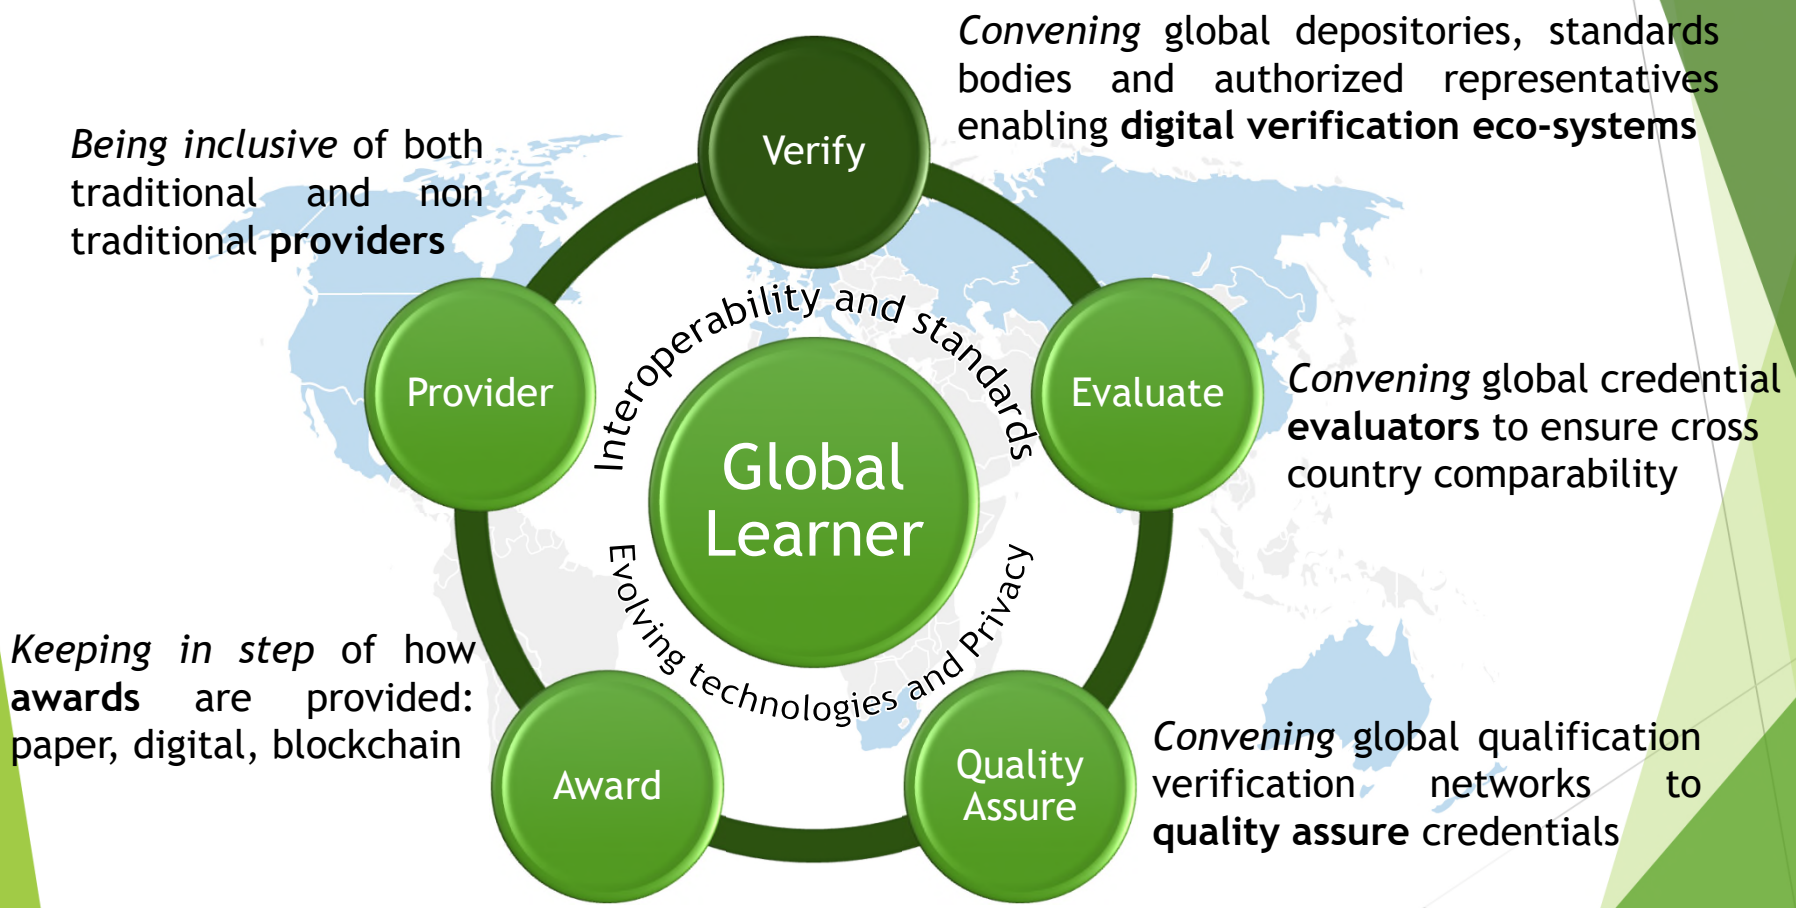 Convening global depositories, standards
bodies and authorized representatives
enabling digital verification eco-systems
Being inclusive of both
traditional and non
traditional providers
Verify
Interoperability and standards
Provider
Evaluate
Convening global credential
evaluators to ensure cross
country comparability
Global
Learner
Evolving technologies and Privacy
Keeping in step of how
awards are provided:
paper, digital, blockchain
Award
Quality
Assure
Convening global qualification
verification networks to
quality assure credentials